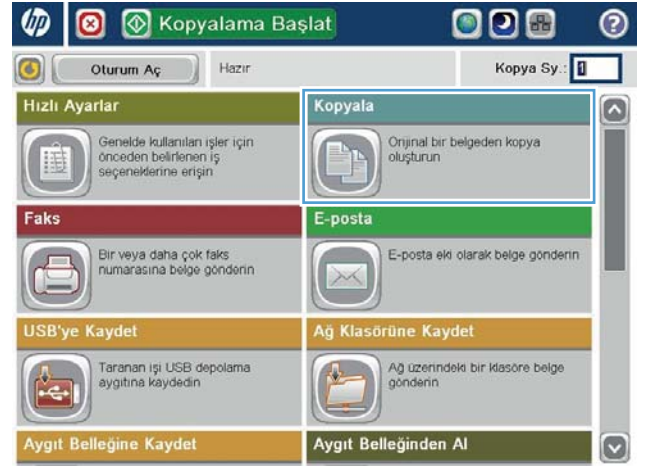 hp
Kopyalama Başlat
?
Oturum Aç
Hazır
Kopya Sy.: 1
Hızlı Ayarlar
Genelde kullanılan işler için
önceden belirlenen iş
seçeneklerine erişin
Kopyala
Orijinal bir belgeden kopya
oluşturun
Faks
Bir veya daha çok faks
numarasına belge gönderin
E-posta
E-posta eki olarak belge gönderin
USB'ye Kaydet
Taranan işi USB depolama
aygıtına kaydedin
Ağ Klasörüne Kaydet
Ağ üzerindeki bir klasöre belge
gönderin
Aygıt Belleğine Kaydet
Aygıt Belleğinden Al